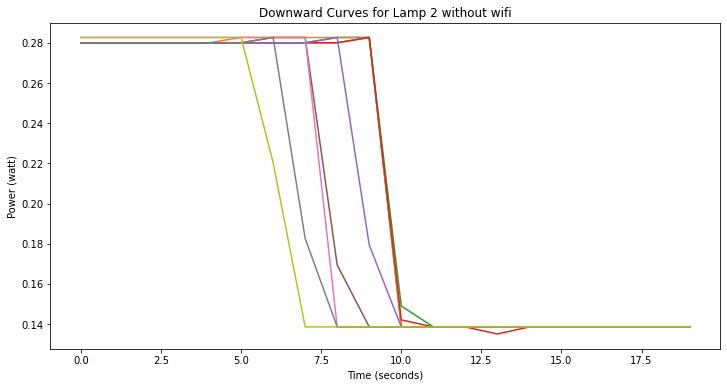 Downward Curves for Lamp 2 without wifi
Power (watt)
0.28
0.26
0.24
0.22
0.20
0.18
0.16
0.14
0.0 2.5 5.0 7.5 10.0 12.5 15.0 17.5
Time (seconds)